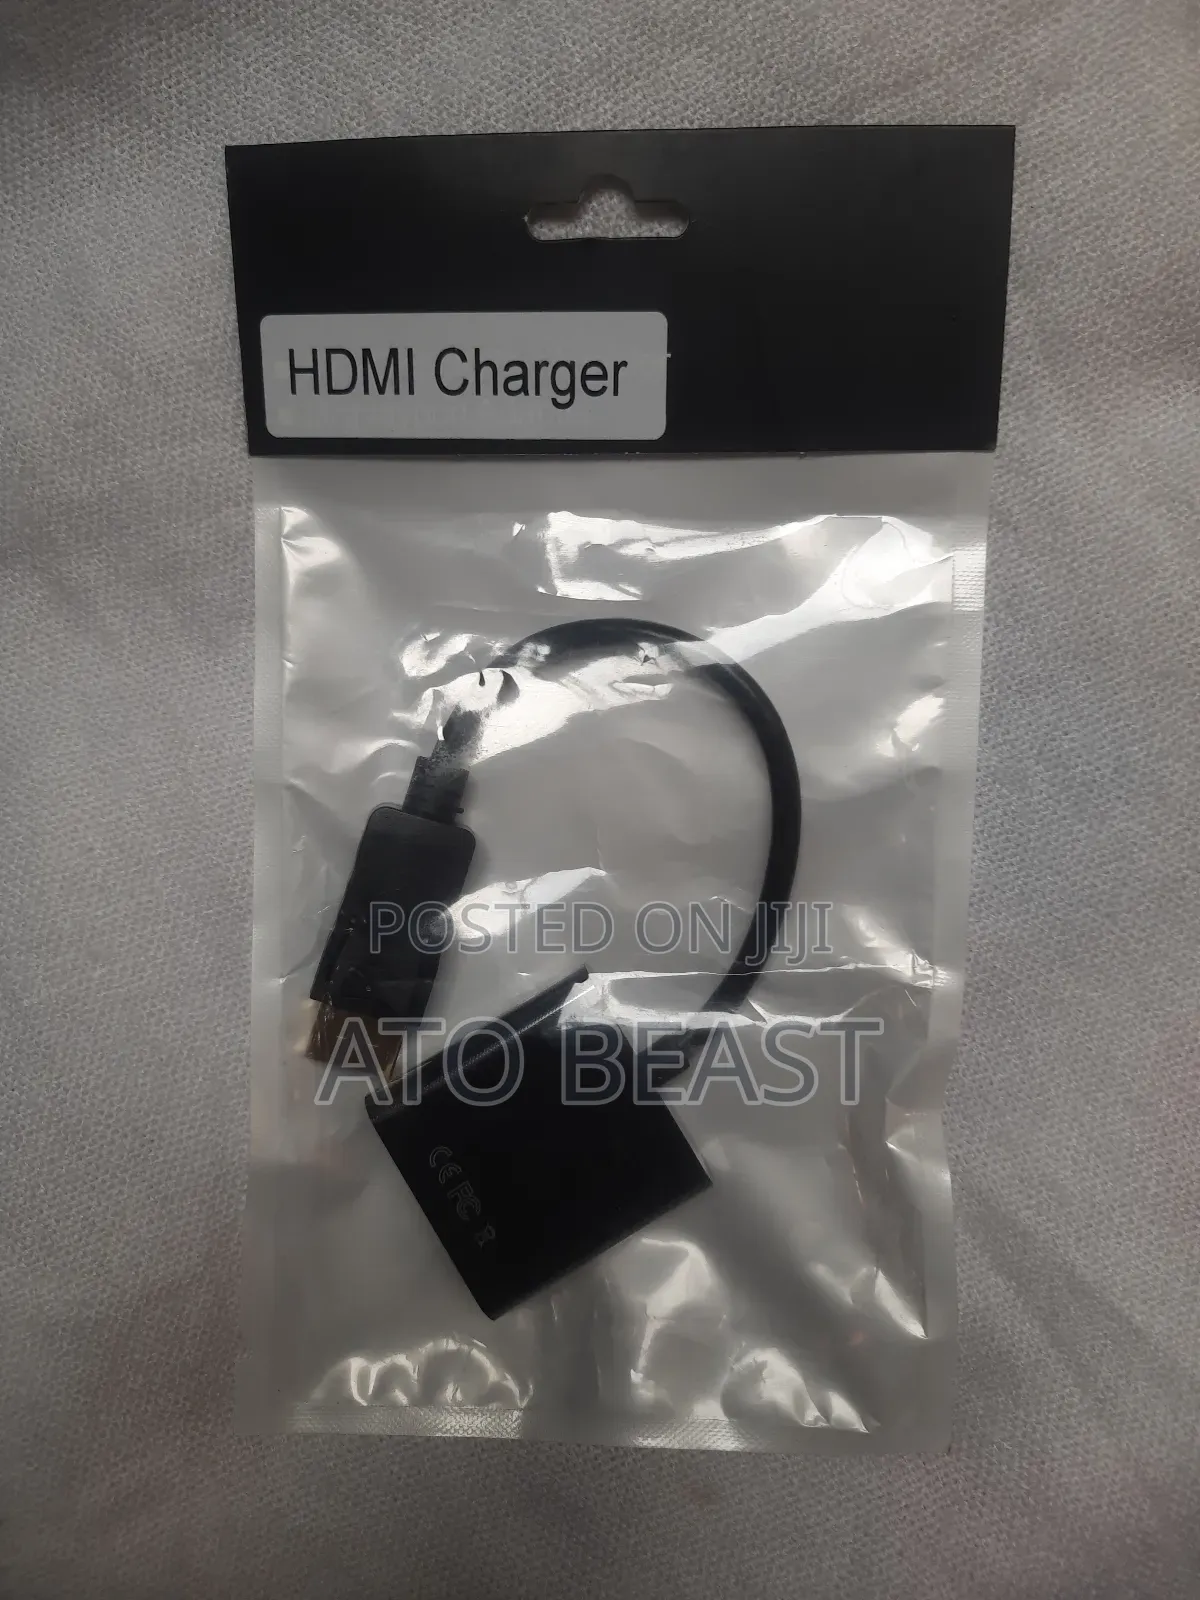 HDMI Charger
POSTED ON JIJI
ATO BEAST
CE FC